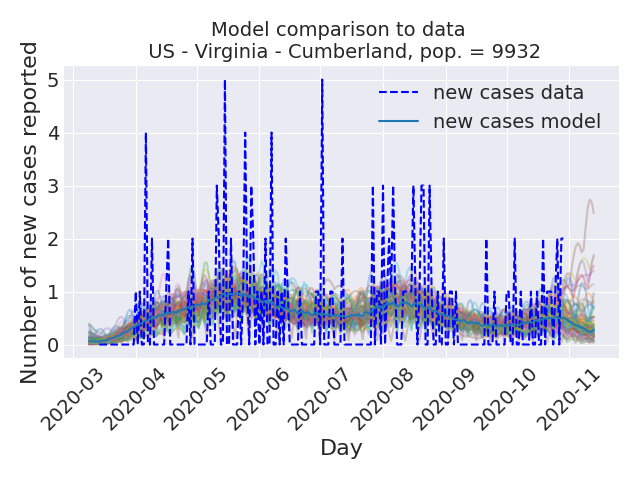 Model comparison to data
US - Virginia - Cumberland, pop. = 9932
Number of new cases reported
5
4
3
2
1
0
new cases data
new cases model
2020-03
2020-04
2020-05
2020-06
2020-07
2020-08
2020-09
2020-10
2020-11
Day